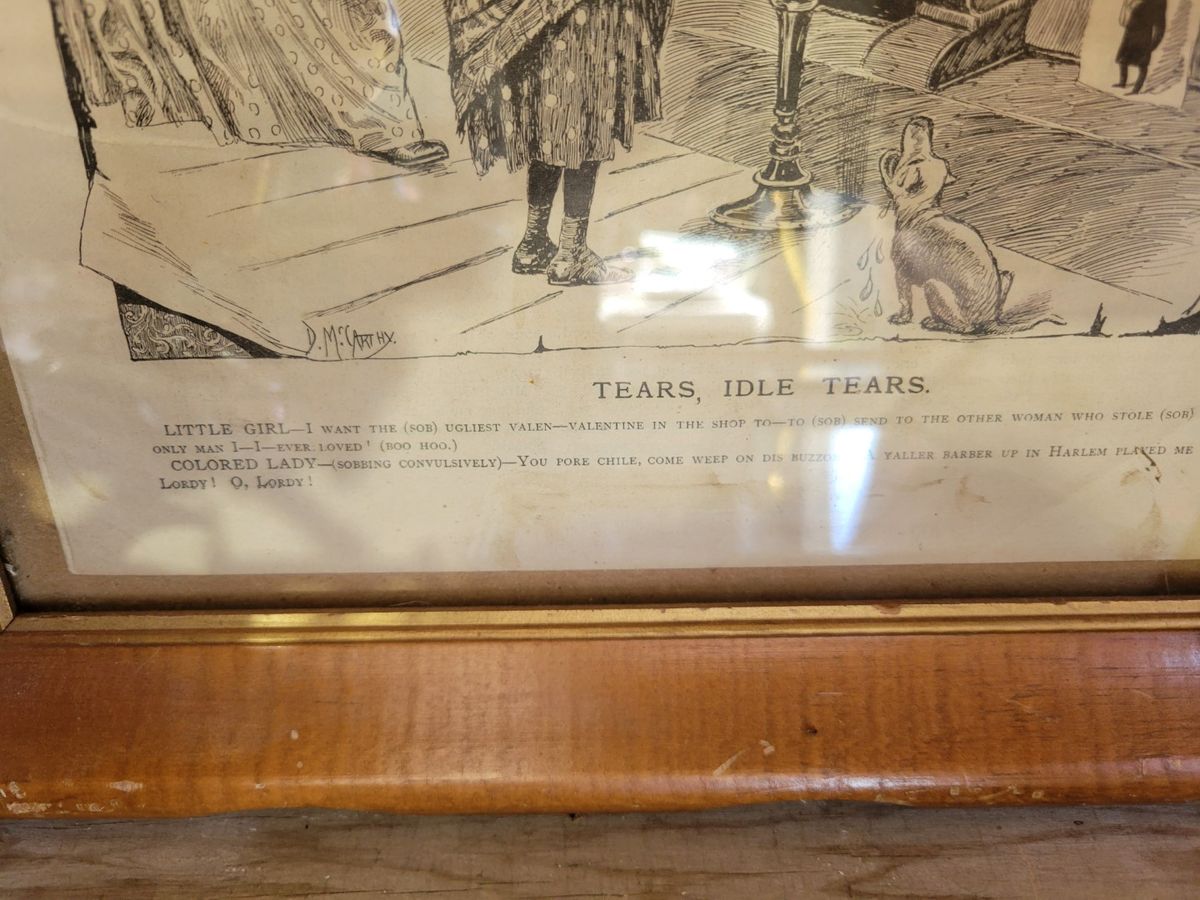 D. McCARTHY.
TEARS, IDLE TEARS.
LITTLE GIRL—I WANT THE (SOB) UGLIEST VALEN—VALENTINE IN THE SHOP TO—TO (SOB) SEND TO THE OTHER WOMAN WHO STOLE (SOB)
ONLY MAN I—I—EVER LOVED! (BOO HOO.)
COLORED LADY—(SOBBING CONVULSIVELY)—YOU PORE CHILE, COME WEEP ON DIS A YALLER BARBER UP IN HARLEM PLAYED ME
LORDY! O, LORDY!